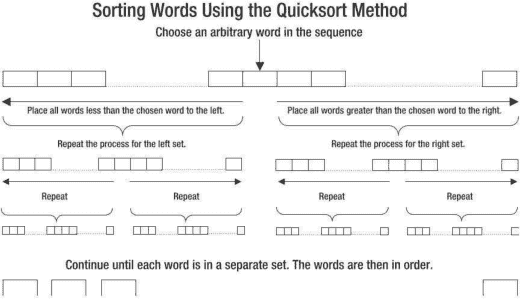 Sorting Words Using the Quicksort Method
Choose an arbitrary word in the sequence
Place all words less than the chosen word to the left. Place all words greater than the chosen word to the right.
Repeat the process for the left set. Repeat the process for the right set.
Repeat Repeat Repeat Repeat
Continue until each word is in a separate set. The words are then in order.